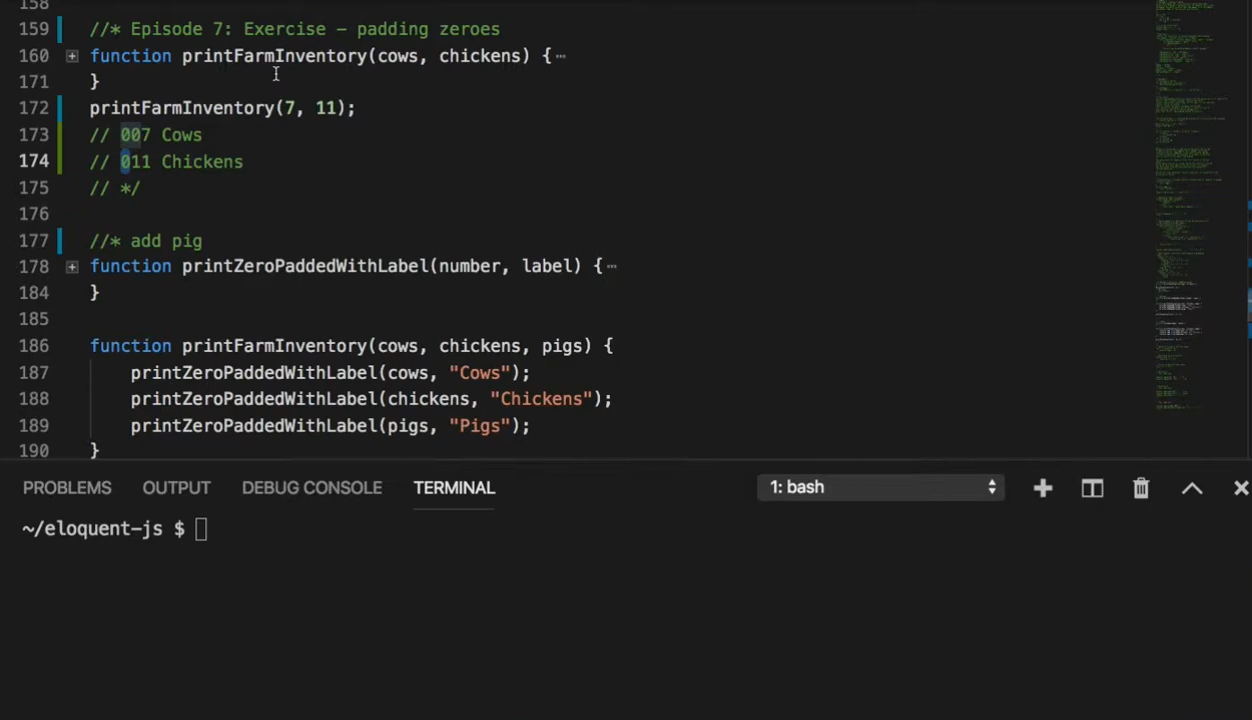 158
159 //* Episode 7: Exercise - padding zeroes
160 function printFarmInventory(cows, chickens) {…
171 }
172 printFarmInventory(7, 11);
173 // 007 Cows
174 // 011 Chickens
175 // */
176
177 //* add pig
178 function printZeroPaddedWithLabel(number, label) {…
184 }
185
186 function printFarmInventory(cows, chickens, pigs) {
187 printZeroPaddedWithLabel(cows, "Cows");
188 printZeroPaddedWithLabel(chickens, "Chickens");
189 printZeroPaddedWithLabel(pigs, "Pigs");
190 }
PROBLEMS OUTPUT DEBUG CONSOLE TERMINAL 1: bash
~/eloquent-js $